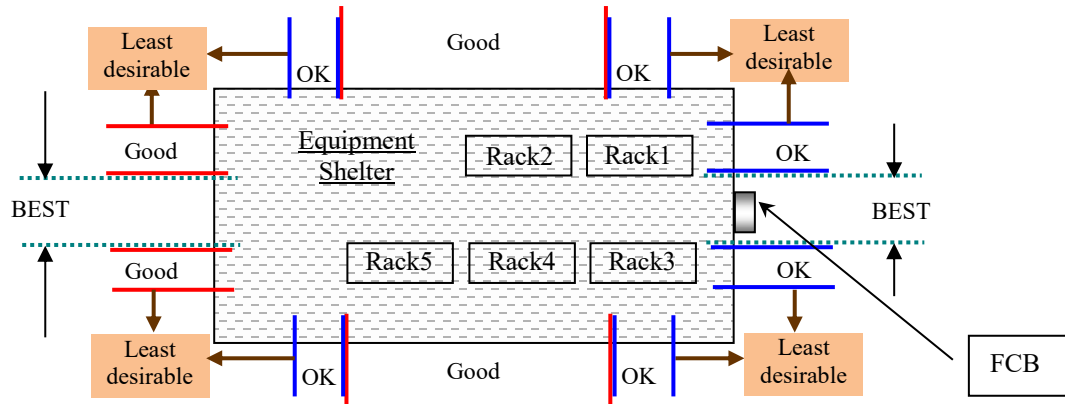 Least
desirable
OK
Good
OK
Least
desirable
Good
Equipment
Shelter
Rack2
Rack1
OK
BEST
BEST
Good
Rack5
Rack4
Rack3
OK
Least
desirable
OK
Good
OK
Least
desirable
FCB